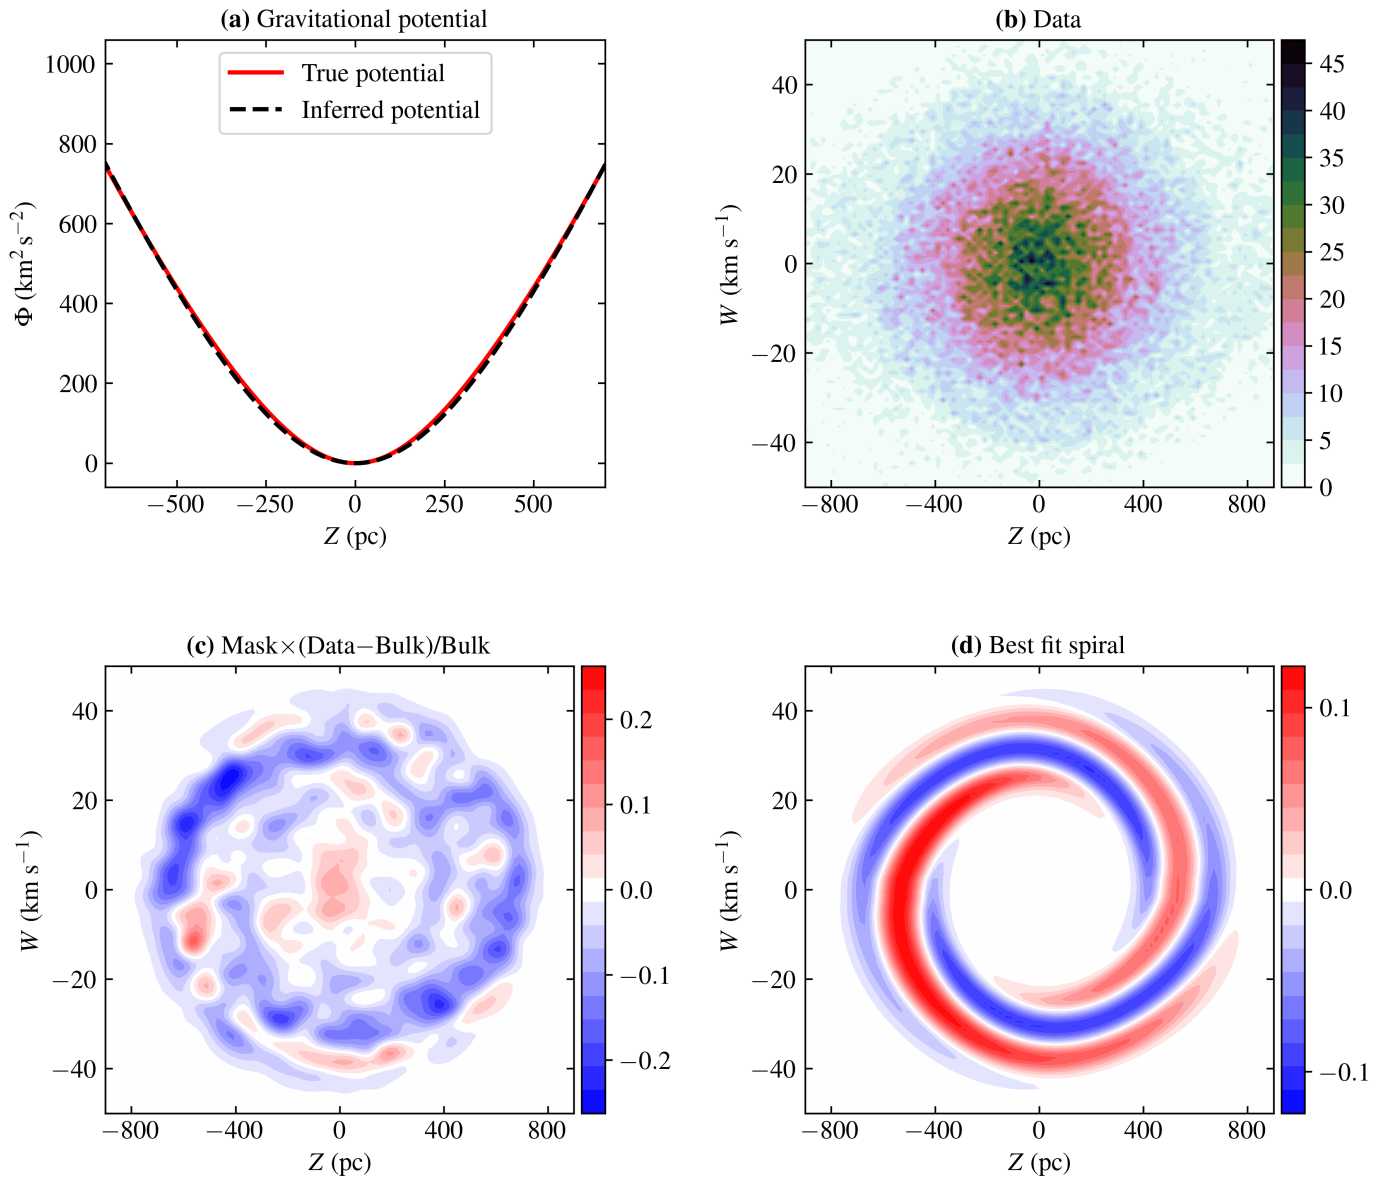 (a) Gravitational potential
1000
800
600
400
200
0
Φ (km² s⁻²)
True potential
Inferred potential
−500 −250 0 250 500
Z (pc)
(b) Data
40
20
0
−20
−40
W (km s⁻¹)
−800 −400 0 400 800
Z (pc)
45
40
35
30
25
20
15
10
5
0
(c) Mask×(Data−Bulk)/Bulk
40
20
0
−20
−40
W (km s⁻¹)
−800 −400 0 400 800
Z (pc)
0.2
0.1
0.0
−0.1
−0.2
(d) Best fit spiral
40
20
0
−20
−40
W (km s⁻¹)
−800 −400 0 400 800
Z (pc)
0.1
0.0
−0.1